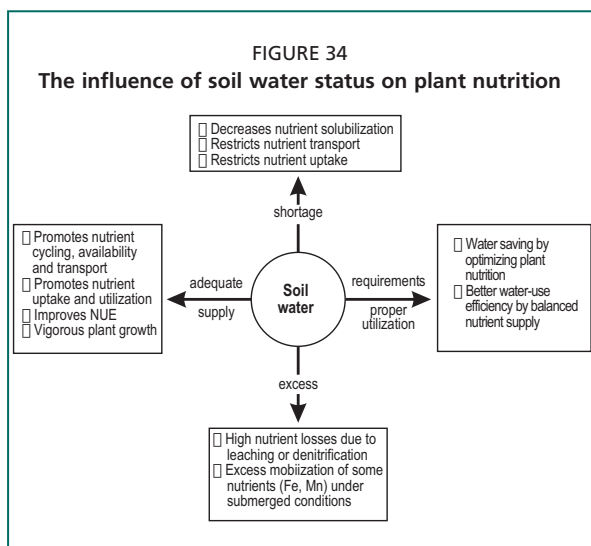 FIGURE 34
The influence of soil water status on plant nutrition
▯ Decreases nutrient solubilization
▯ Restricts nutrient transport
▯ Restricts nutrient uptake
shortage
▯ Promotes nutrient
cycling, availability
and transport
▯ Promotes nutrient
uptake and utilization
▯ Improves NUE
▯ Vigorous plant growth
adequate
supply
Soil
water
requirements
proper
utilization
▯ Water saving by
optimizing plant
nutrition
▯ Better water-use
efficiency by balanced
nutrient supply
excess
▯ High nutrient losses due to
leaching or denitrification
▯ Excess mobiization of some
nutrients (Fe, Mn) under
submerged conditions